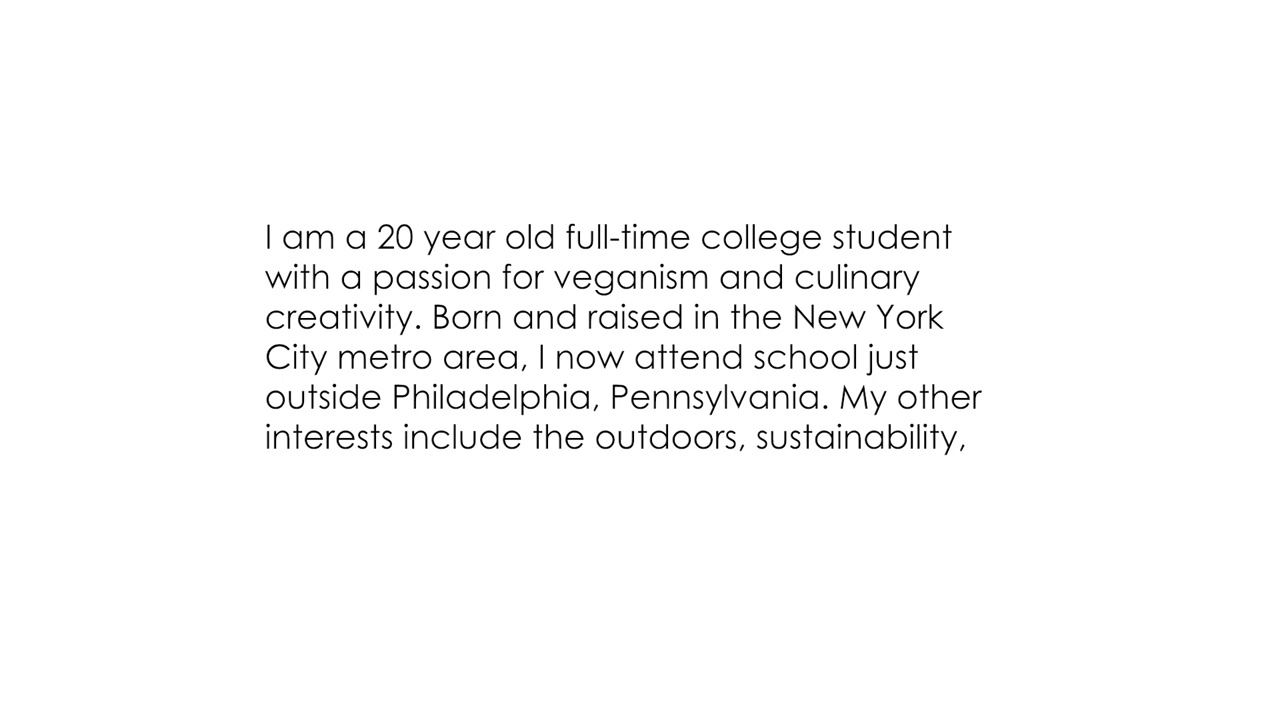 I am a 20 year old full-time college student
with a passion for veganism and culinary
creativity. Born and raised in the New York
City metro area, I now attend school just
outside Philadelphia, Pennsylvania. My other
interests include the outdoors, sustainability,